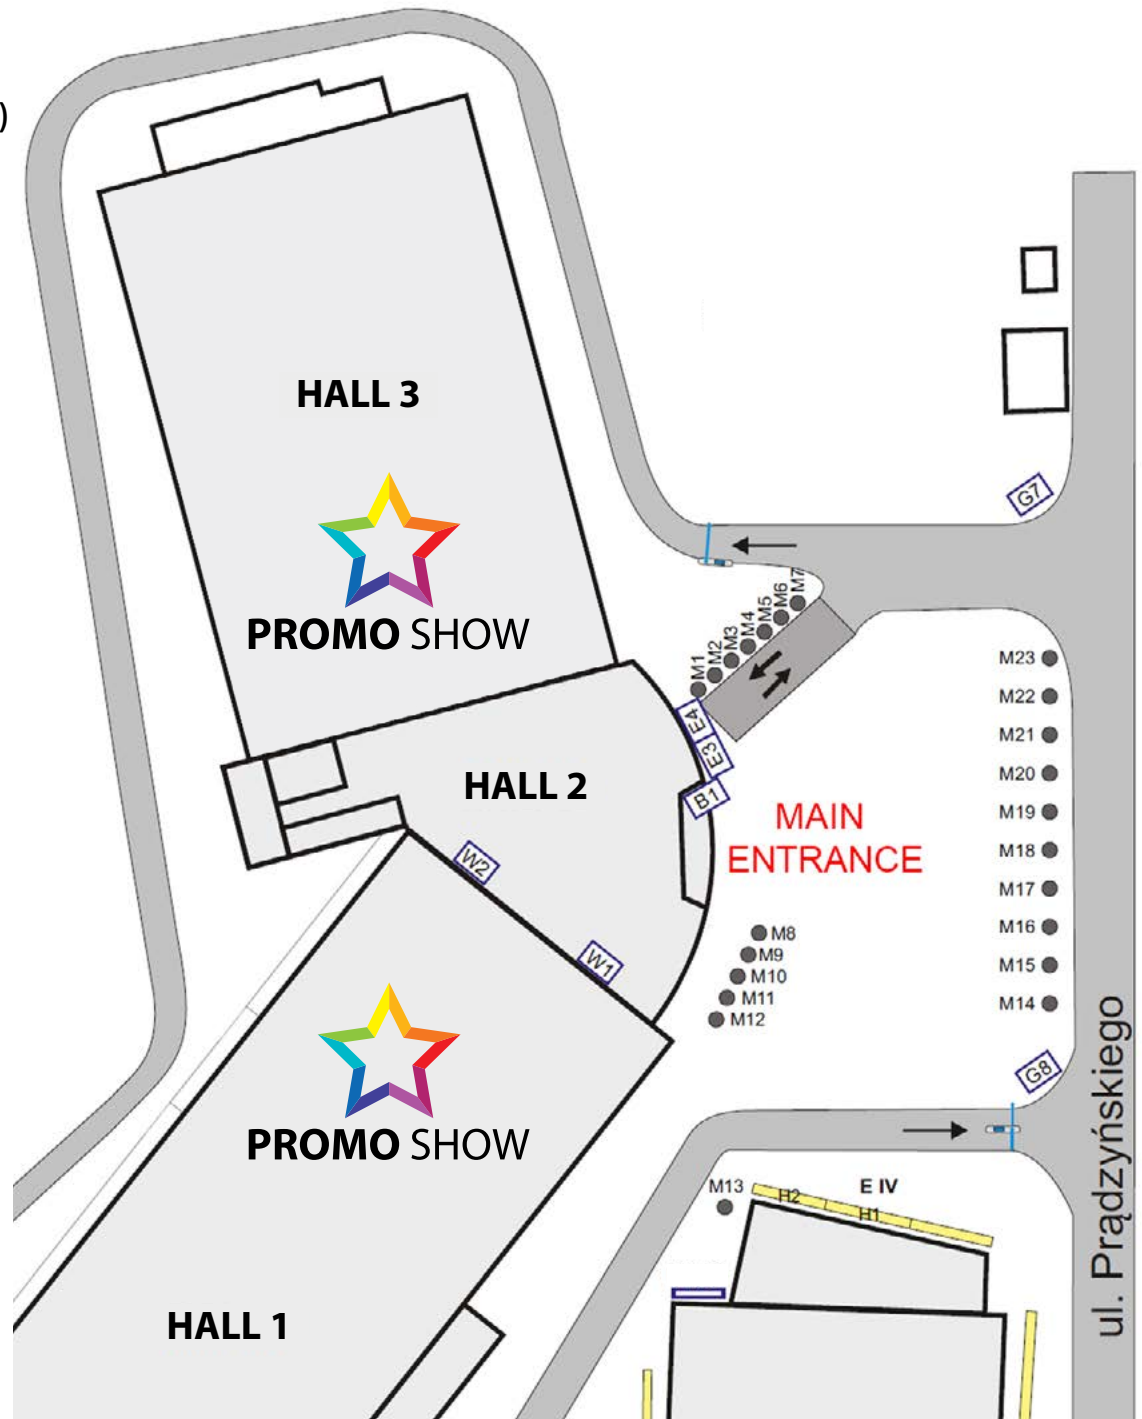 )
HALL 3
G7
PROMO SHOW
M7
M6
M5
M4
M3
M2
M1
M23
M22
E4
E3
M21
HALL 2
B1
M20
MAIN
ENTRANCE
M19
M18
W2
M17
M16
M8
M9
M10
M11
M12
W1
M15
M14
G8
PROMO SHOW
ul. Prądzyńskiego
M13
E IV
H2
H1
HALL 1